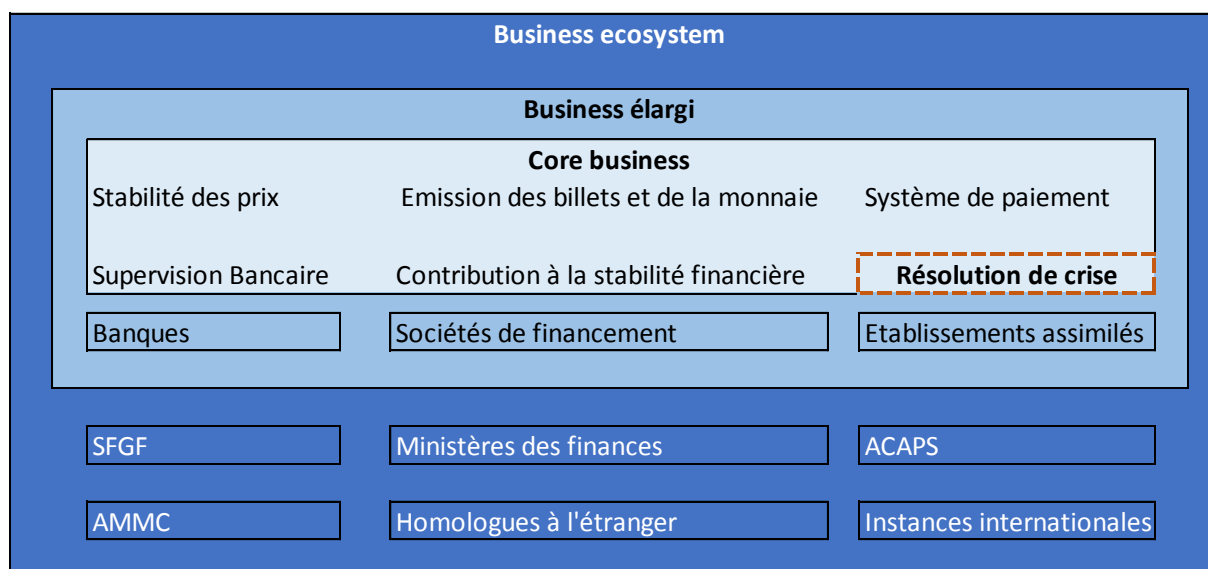 Business ecosystem
Business élargi
Core business
Stabilité des prix Emission des billets et de la monnaie Système de paiement
Supervision Bancaire Contribution à la stabilité financière Résolution de crise
Banques Sociétés de financement Etablissements assimilés
SFGF Ministères des finances ACAPS
AMMC Homologues à l'étranger Instances internationales